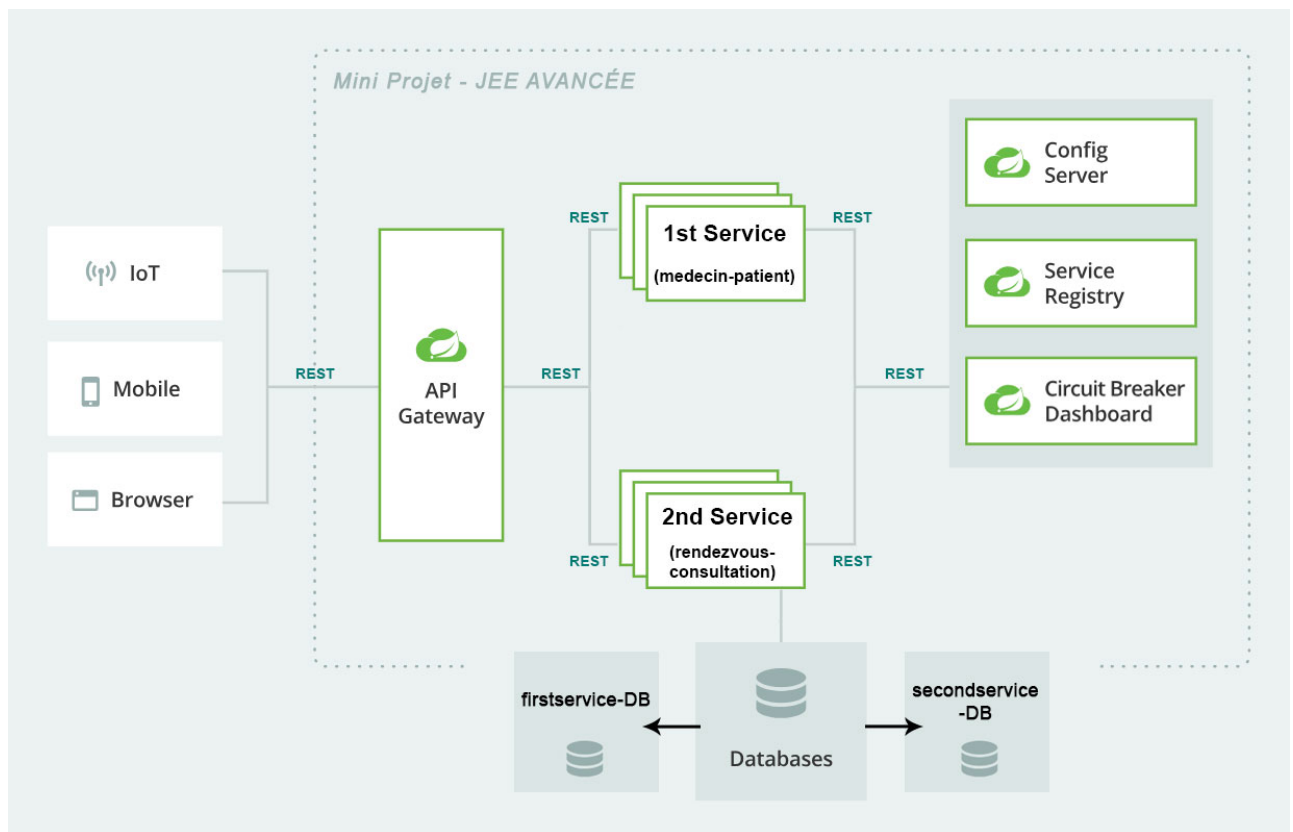 Mini Projet - JEE AVANCÉE
IoT
Mobile
Browser
REST
API
Gateway
REST
REST
1st Service
(medecin-patient)
REST
REST
2nd Service
(rendezvous-
consultation)
REST
REST
Config
Server
Service
Registry
Circuit Breaker
Dashboard
firstservice-DB
Databases
secondservice
-DB